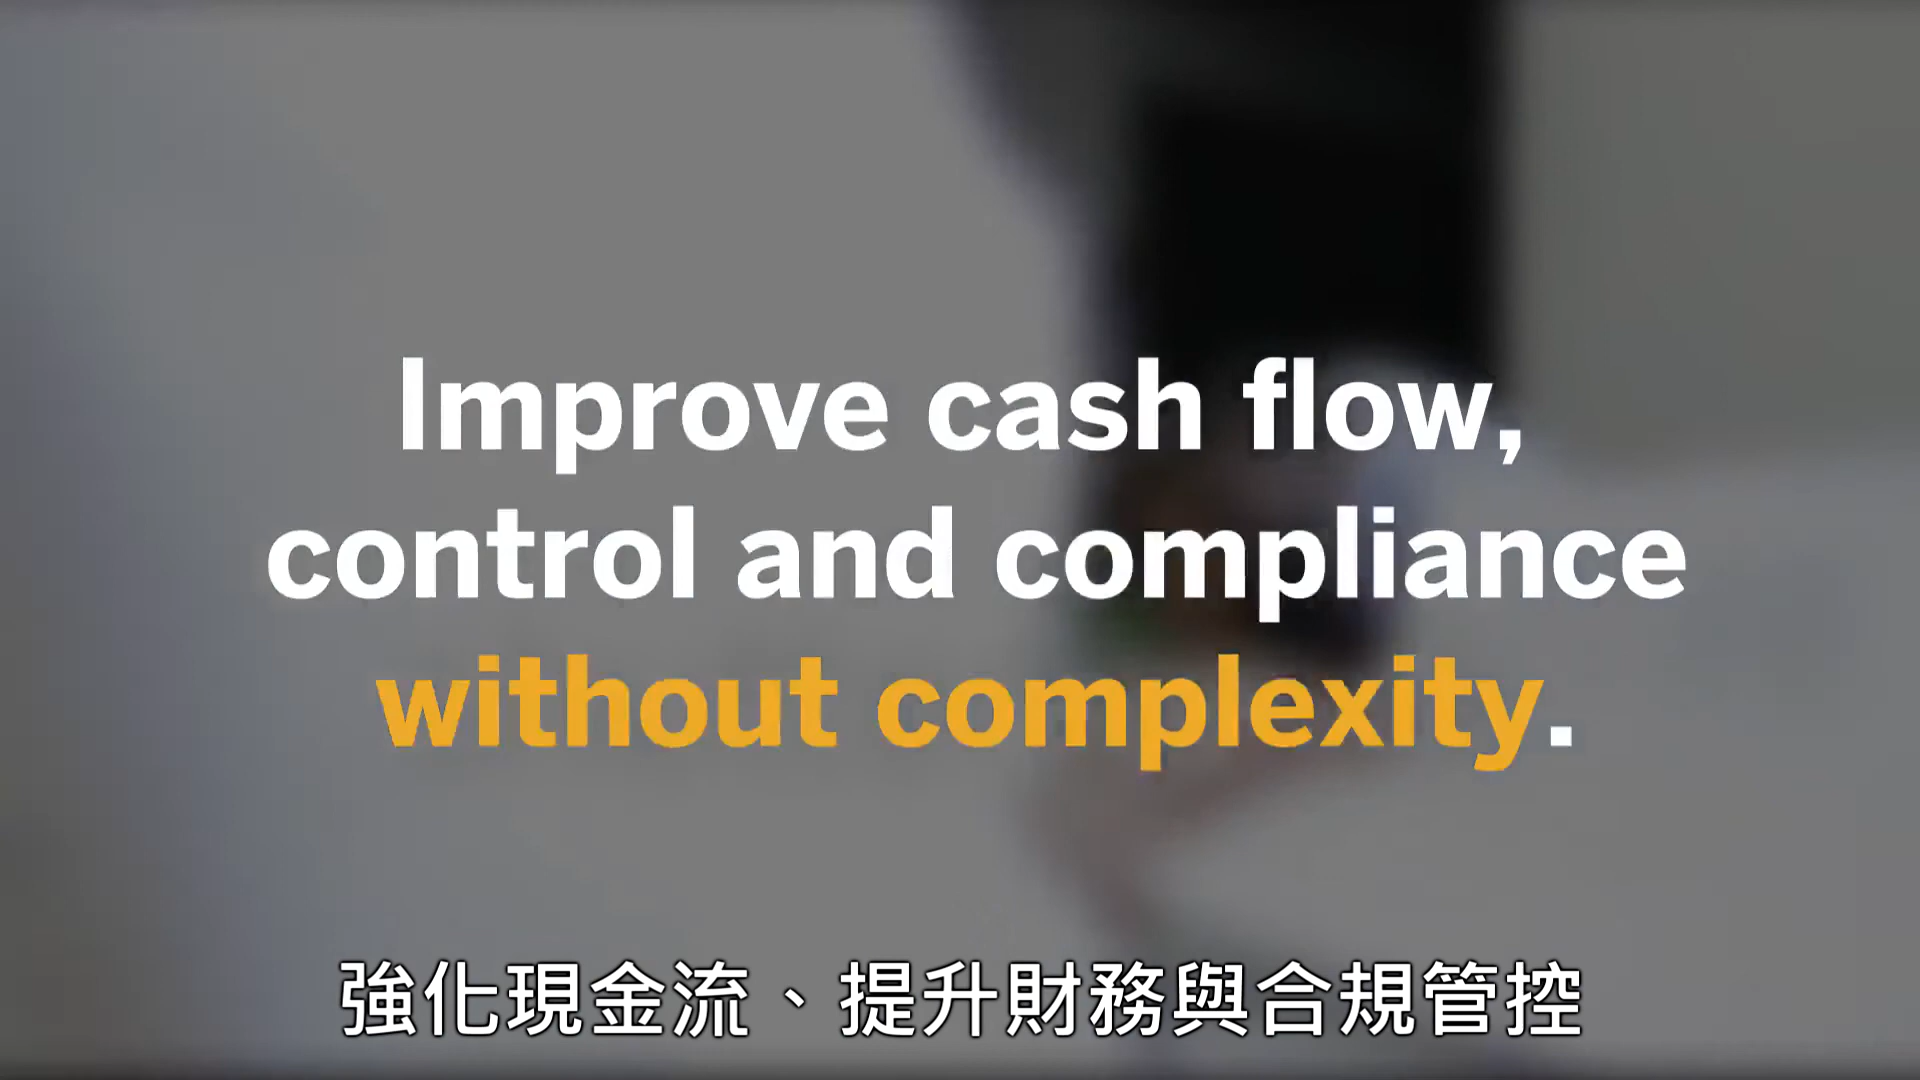 Improve cash flow,
control and compliance
without complexity.
強化現金流、提升財務與合規管控